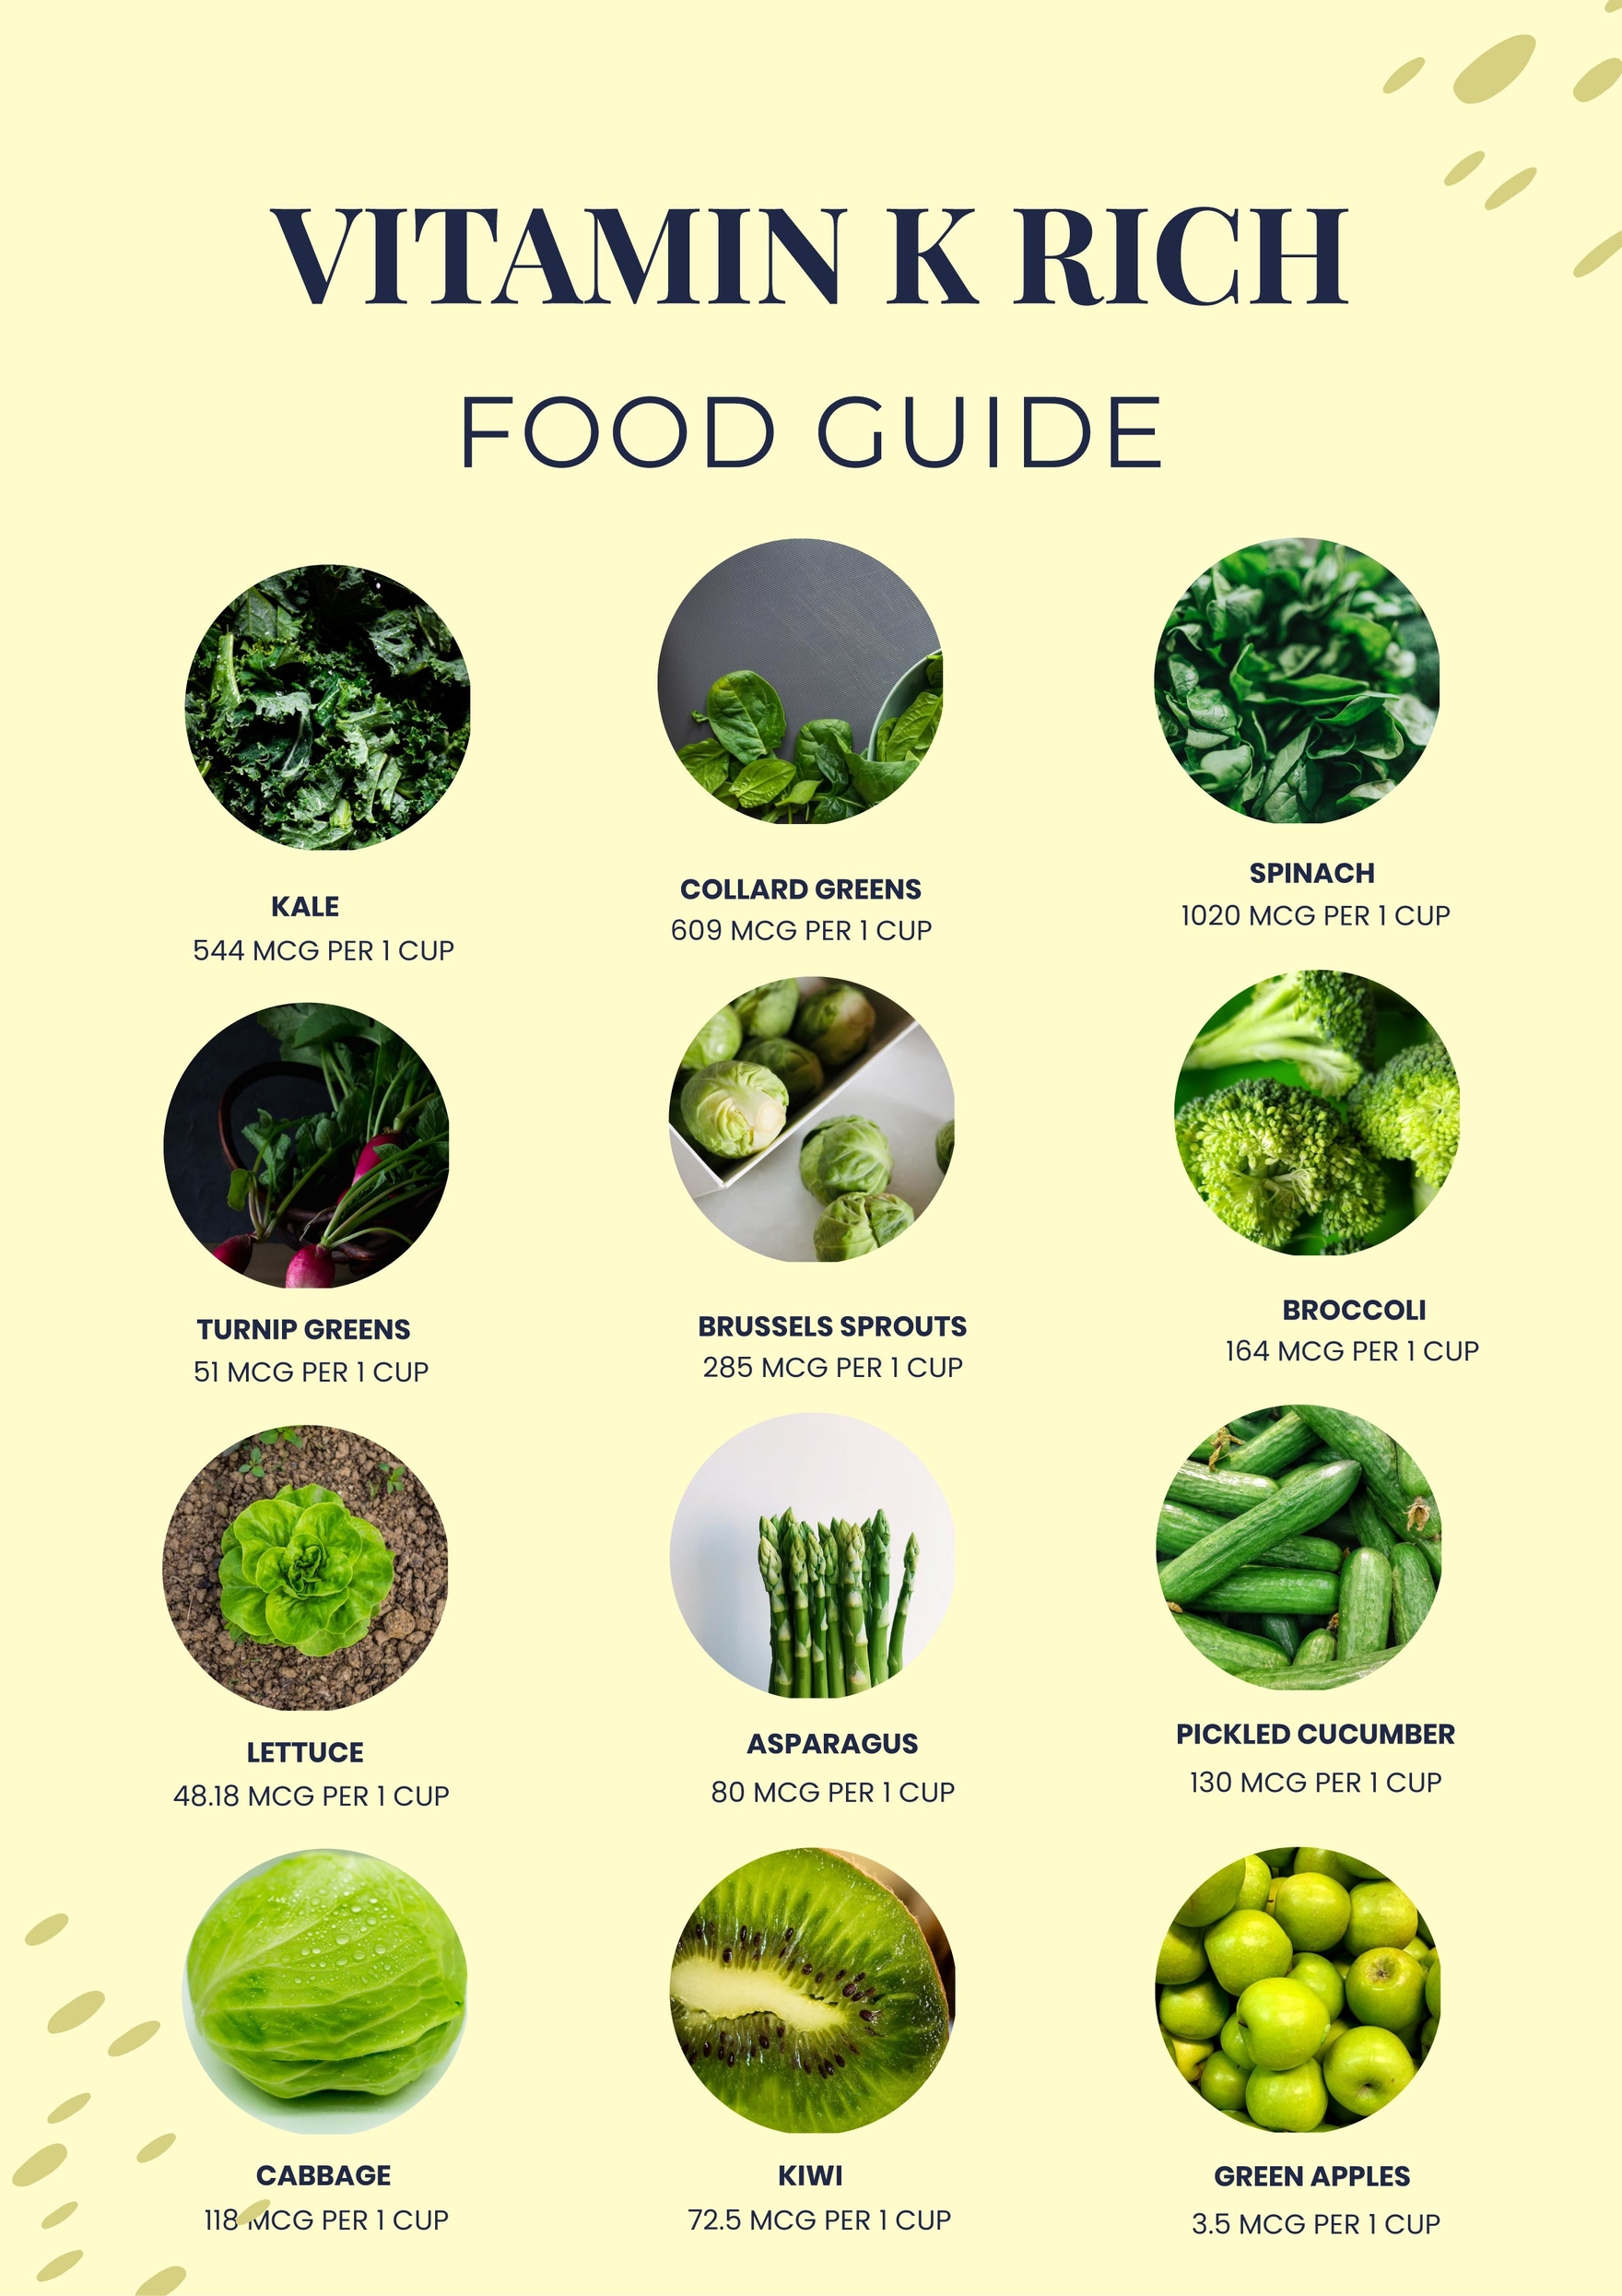 VITAMIN K RICH
FOOD GUIDE
KALE
544 MCG PER 1 CUP
COLLARD GREENS
609 MCG PER 1 CUP
SPINACH
1020 MCG PER 1 CUP
TURNIP GREENS
51 MCG PER 1 CUP
BRUSSELS SPROUTS
285 MCG PER 1 CUP
BROCCOLI
164 MCG PER 1 CUP
LETTUCE
48.18 MCG PER 1 CUP
ASPARAGUS
80 MCG PER 1 CUP
PICKLED CUCUMBER
130 MCG PER 1 CUP
CABBAGE
118 MCG PER 1 CUP
KIWI
72.5 MCG PER 1 CUP
GREEN APPLES
3.5 MCG PER 1 CUP